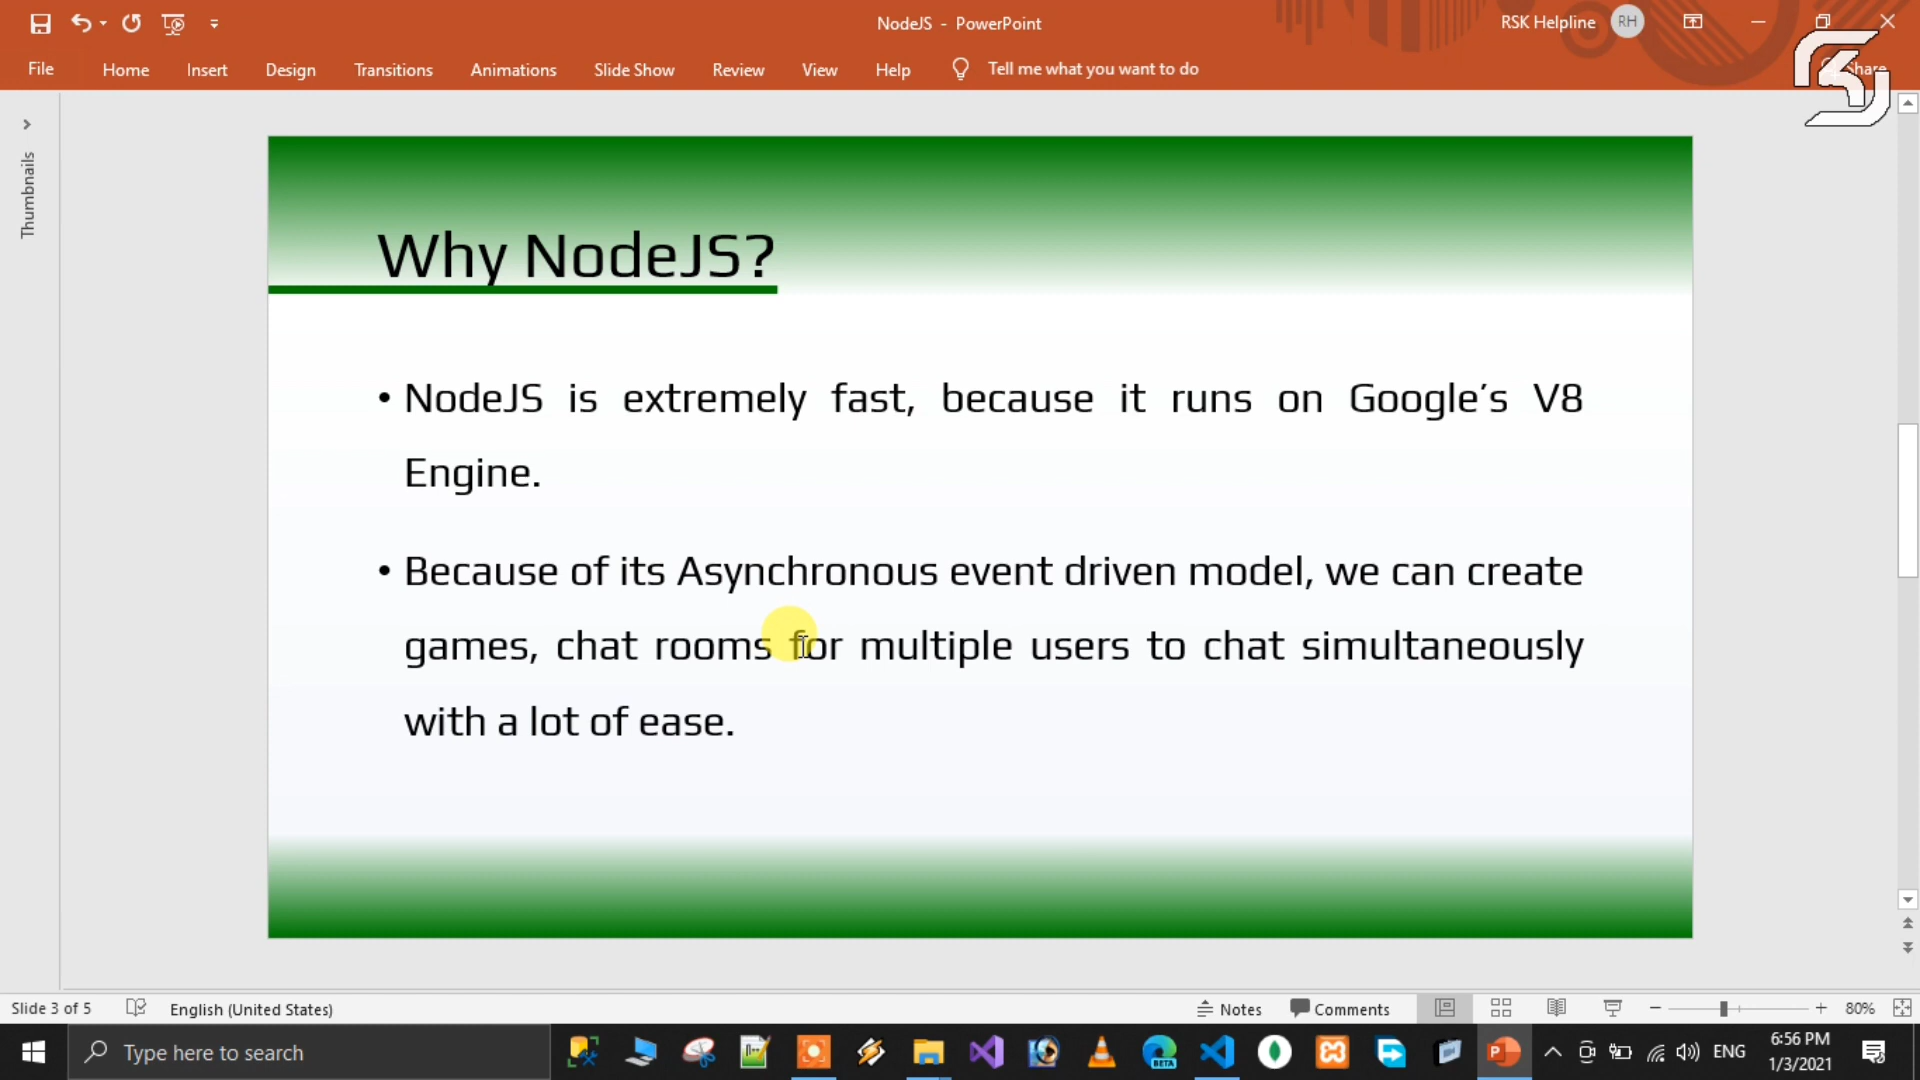 NodeJS - PowerPoint
RSK Helpline RH
File Home Insert Design Transitions Animations Slide Show Review View Help Tell me what you want to do Share
Thumbnails
Why NodeJS?
• NodeJS is extremely fast, because it runs on Google’s V8
Engine.
• Because of its Asynchronous event driven model, we can create
games, chat rooms for multiple users to chat simultaneously
with a lot of ease.
Slide 3 of 5 English (United States) Notes Comments 80%
Type here to search
BETA
ENG
6:56 PM
1/3/2021